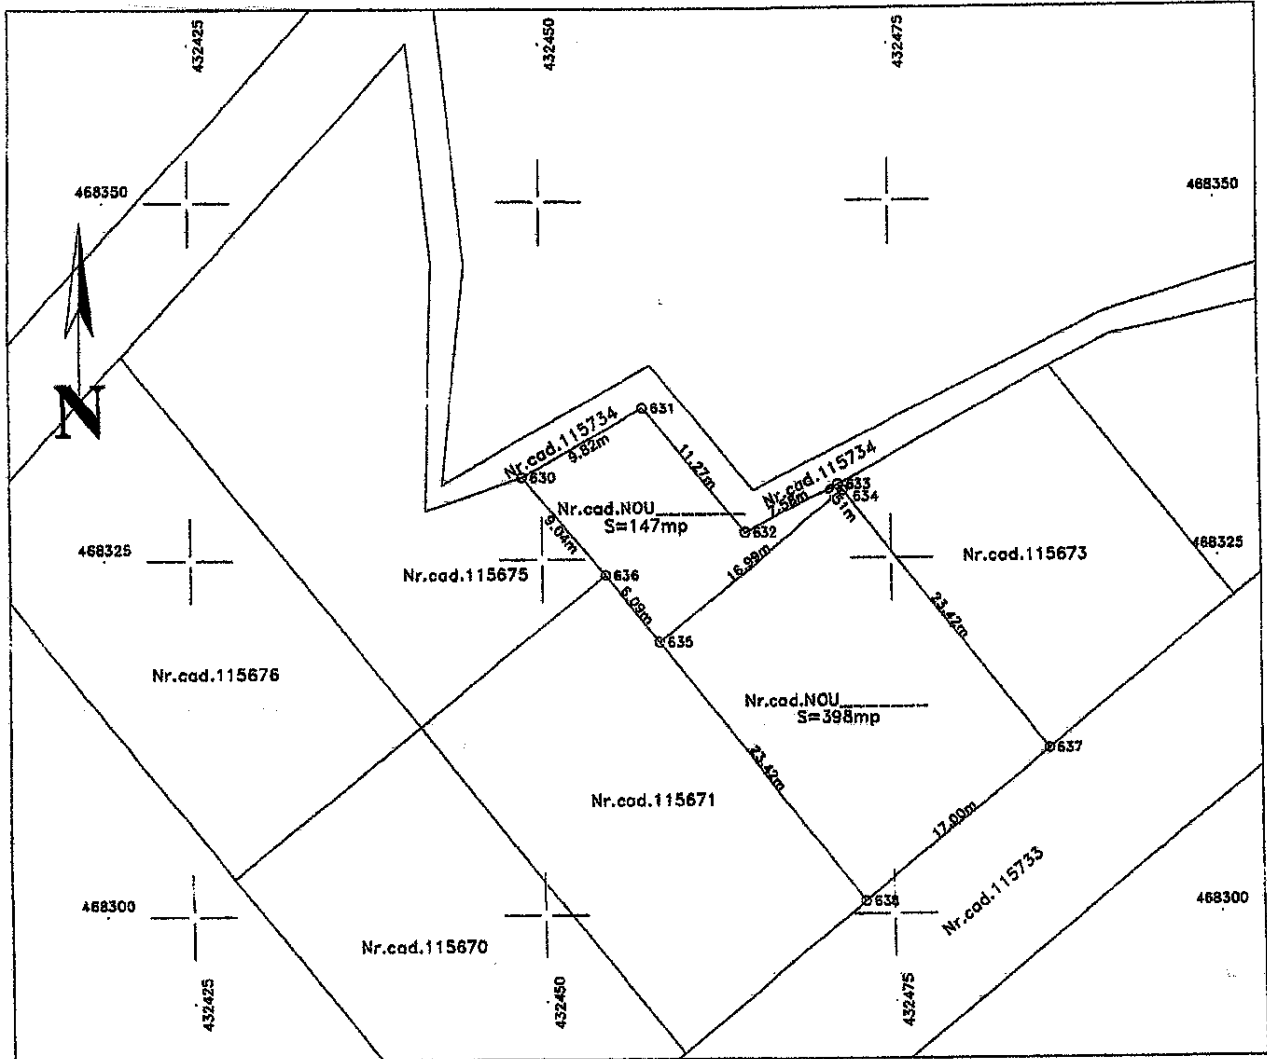 432425
432450
432475
468350
468350
N
631
Nr.cad.115734
9.82m
630
11.27m
Nr.cad.115734
7.58m
633
634
Nr.cad.NOU
S=147mp
632
9.04m
16.99m
468325
Nr.cad.115675
636
6.09m
635
Nr.cad.115673
468325
23.42m
Nr.cad.115676
Nr.cad.NOU
S=398mp
637
23.42m
Nr.cad.115671
17.00m
638
Nr.cad.115733
468300
468300
Nr.cad.115670
432425
432450
432475